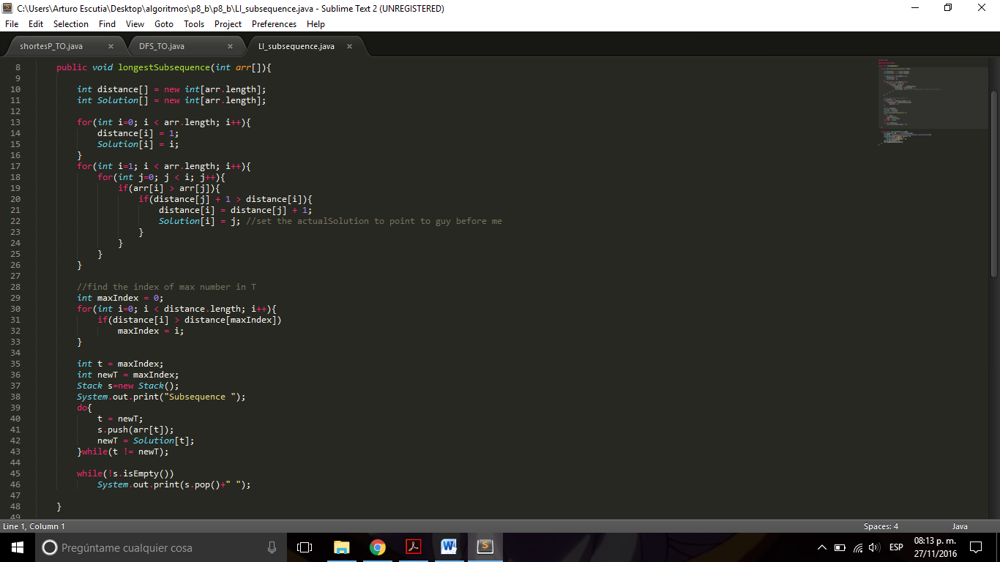 C:\Users\Arturo Escutia\Desktop\algoritmos\p8_b\p8_b\LI_subsequence.java - Sublime Text 2 (UNREGISTERED)
File Edit Selection Find View Goto Tools Project Preferences Help
shortesP_TO.java × DFS_TO.java × LI_subsequence.java ×
8 public void longestSubsequence(int arr[]){
9
10 int distance[] = new int[arr.length];
11 int Solution[] = new int[arr.length];
12
13 for(int i=0; i < arr.length; i++){
14 distance[i] = 1;
15 Solution[i] = i;
16 }
17 for(int i=1; i < arr.length; i++){
18 for(int j=0; j < i; j++){
19 if(arr[i] > arr[j]){
20 if(distance[j] + 1 > distance[i]){
21 distance[i] = distance[j] + 1;
22 Solution[i] = j; //set the actualSolution to point to guy before me
23 }
24 }
25 }
26 }
27
28 //find the index of max number in T
29 int maxIndex = 0;
30 for(int i=0; i < distance.length; i++){
31 if(distance[i] > distance[maxIndex])
32 maxIndex = i;
33 }
34
35 int t = maxIndex;
36 int newT = maxIndex;
37 Stack s=new Stack();
38 System.out.print("Subsequence ");
39 do{
40 t = newT;
41 s.push(arr[t]);
42 newT = Solution[t];
43 }while(t != newT);
44
45 while(!s.isEmpty())
46 System.out.print(s.pop()+" ");
47
48 }
49
Line 1, Column 1 Spaces: 4 Java
Pregúntame cualquier cosa ESP 08:13 p. m.
27/11/2016